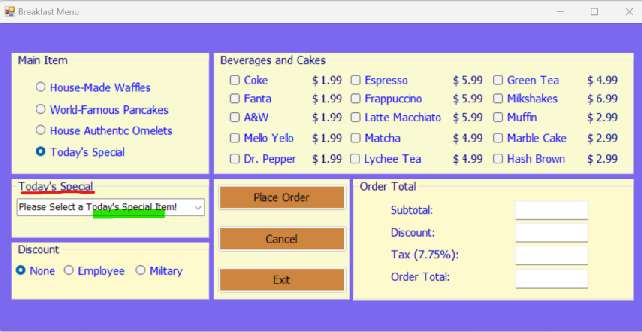 Breakfast Menu
Main Item
House-Made Waffles
World-Famous Pancakes
House Authentic Omelets
Today's Special
Beverages and Cakes
Coke $ 1.99 Espresso $ 5.99 Green Tea $ 4.99
Fanta $ 1.99 Frappuccino $ 5.99 Milkshakes $ 6.99
A&W $ 1.99 Latte Macchiato $ 5.99 Muffin $ 2.99
Mello Yelo $ 1.99 Matcha $ 4.99 Marble Cake $ 2.99
Dr. Pepper $ 1.99 Lychee Tea $ 4.99 Hash Brown $ 2.99
Today's Special
Please Select a Today's Special Item!
Discount
None Employee Miltary
Place Order
Cancel
Exit
Order Total
Subtotal:
Discount:
Tax (7.75%):
Order Total: